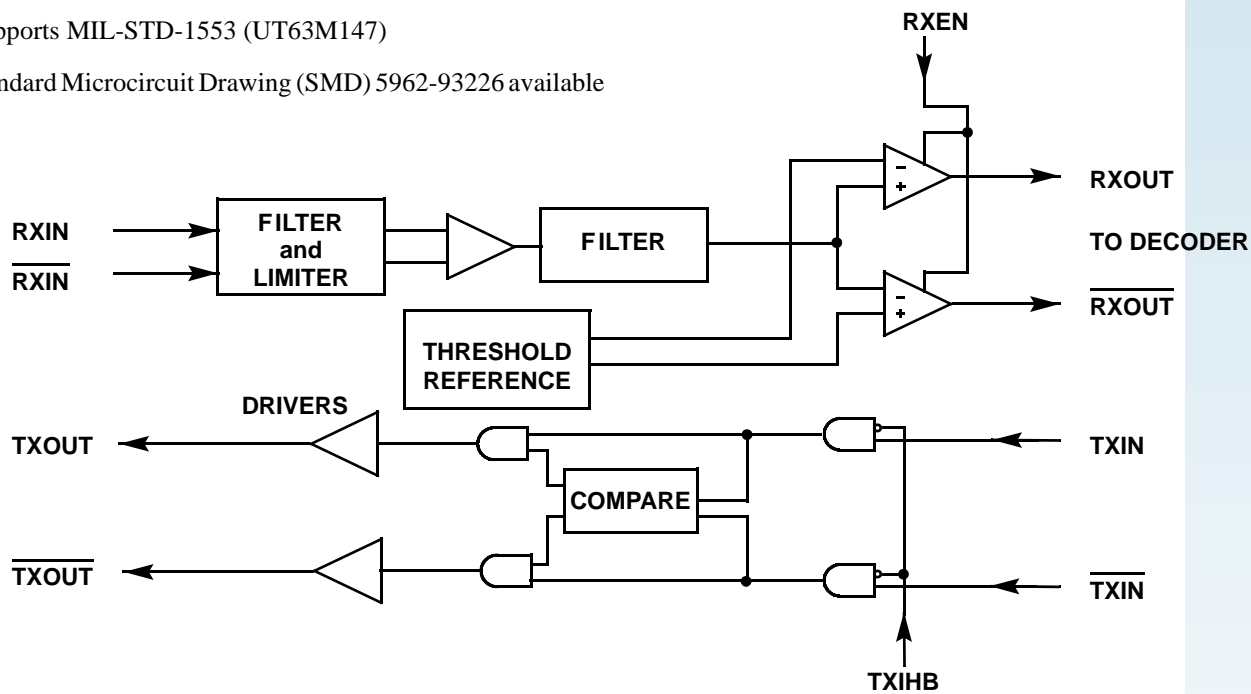 pports MIL-STD-1553 (UT63M147)
ndard Microcircuit Drawing (SMD) 5962-93226 available
RXEN
RXIN
RXIN
FILTER
and
LIMITER
FILTER
-
+
RXOUT
TO DECODER
-
+
RXOUT
THRESHOLD
REFERENCE
DRIVERS
TXOUT
TXIN
COMPARE
TXOUT
TXIN
TXIHB